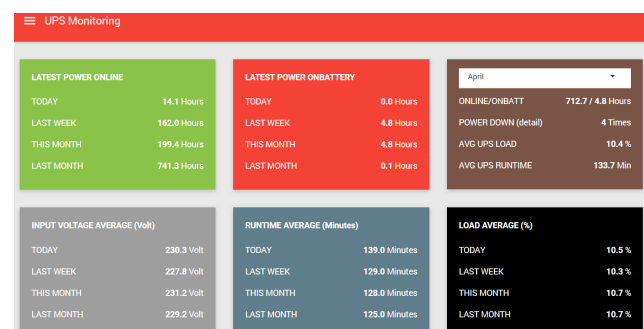 UPS Monitoring
LATEST POWER ONLINE
TODAY 14.1 Hours
LAST WEEK 162.0 Hours
THIS MONTH 199.4 Hours
LAST MONTH 741.3 Hours
LATEST POWER ONBATTERY
TODAY 0.0 Hours
LAST WEEK 4.8 Hours
THIS MONTH 4.8 Hours
LAST MONTH 0.1 Hours
April
ONLINE/ONBATT 712.7 / 4.8 Hours
POWER DOWN (detail) 4 Times
AVG UPS LOAD 10.4 %
AVG UPS RUNTIME 133.7 Min
INPUT VOLTAGE AVERAGE (Volt)
TODAY 230.3 Volt
LAST WEEK 227.8 Volt
THIS MONTH 231.2 Volt
LAST MONTH 229.2 Volt
RUNTIME AVERAGE (Minutes)
TODAY 139.0 Minutes
LAST WEEK 129.0 Minutes
THIS MONTH 128.0 Minutes
LAST MONTH 125.0 Minutes
LOAD AVERAGE (%)
TODAY 10.5 %
LAST WEEK 10.3 %
THIS MONTH 10.7 %
LAST MONTH 10.7 %